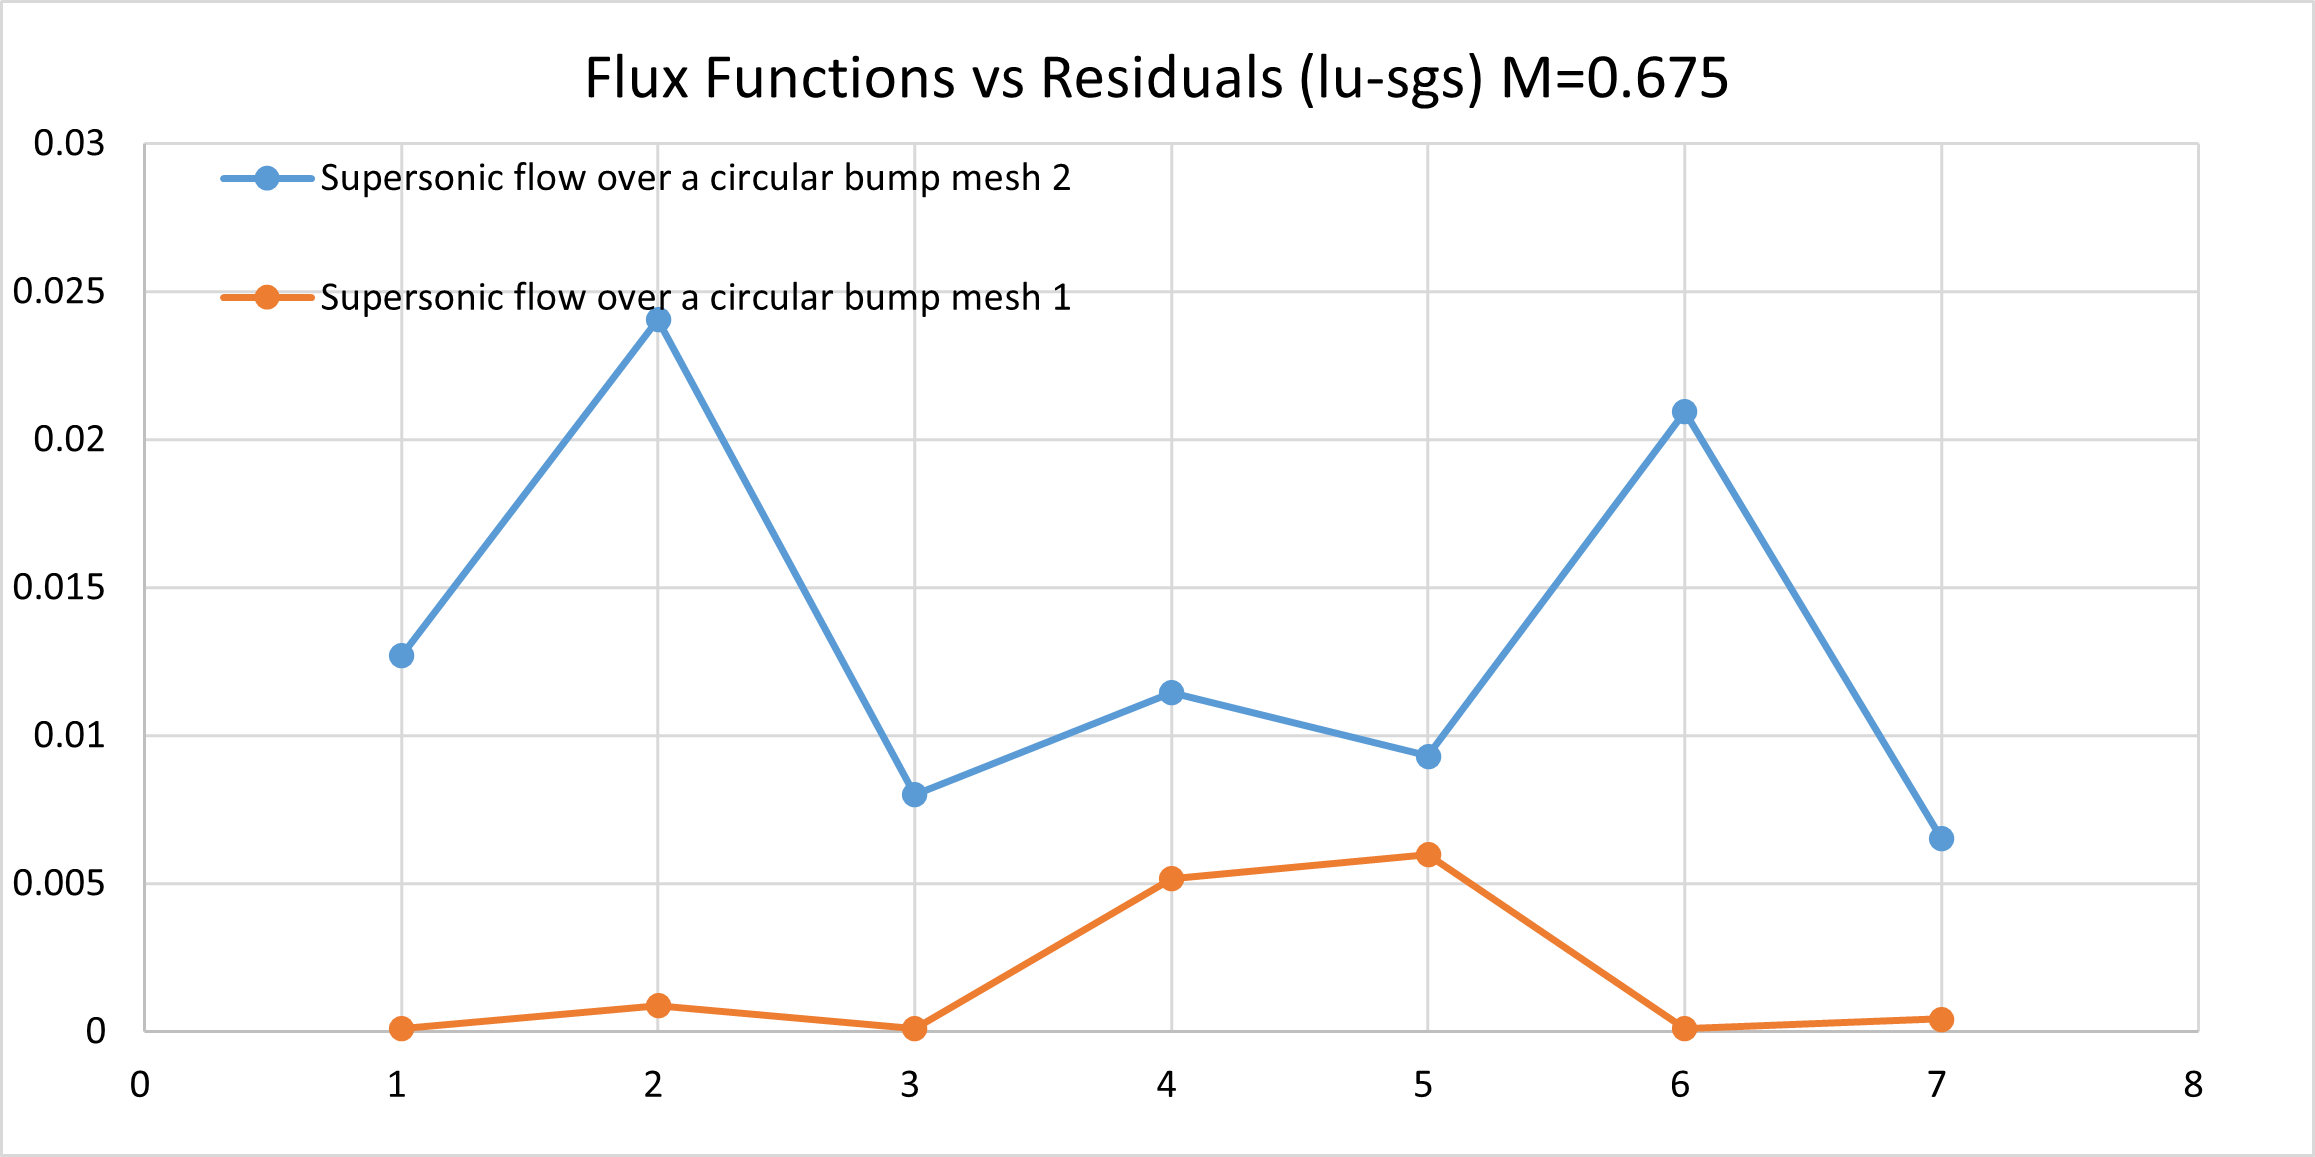 Flux Functions vs Residuals (lu-sgs) M=0.675
0.03
Supersonic flow over a circular bump mesh 2
0.025
Supersonic flow over a circular bump mesh 1
0.02
0.015
0.01
0.005
0
0 1 2 3 4 5 6 7 8